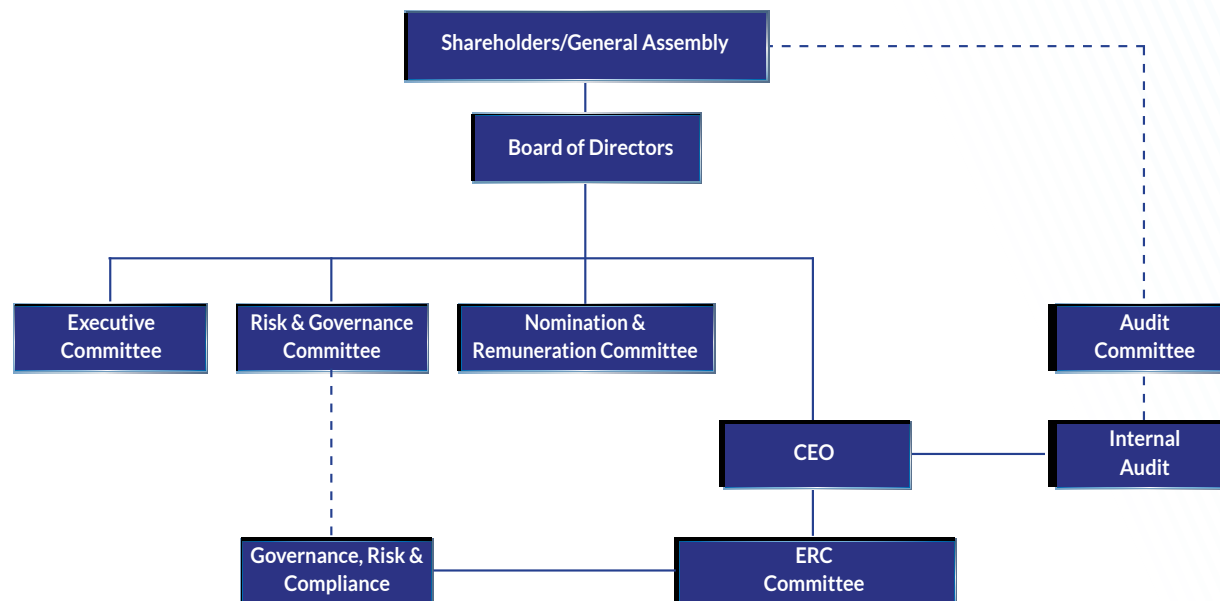 Shareholders/General Assembly
Board of Directors
Executive
Committee
Risk & Governance
Committee
Nomination &
Remuneration Committee
Audit
Committee
CEO
Internal
Audit
Governance, Risk &
Compliance
ERC
Committee